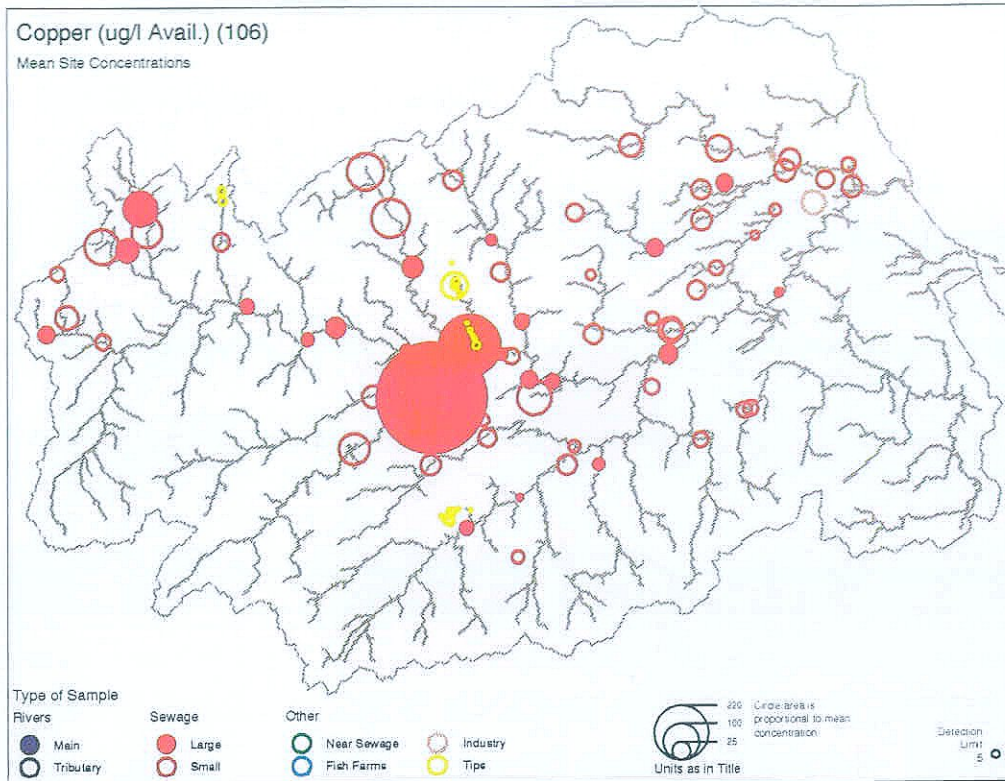 Copper (ug/l Avail.) (106)
Mean Site Concentrations
Type of Sample
Rivers
Main
Tributary
Sewage
Large
Small
Other
Near Sewage
Fish Farms
Industry
Tips
220
100
25
Circle area is
proportional to mean
concentration
Units as in Title
Detection
Limit
5